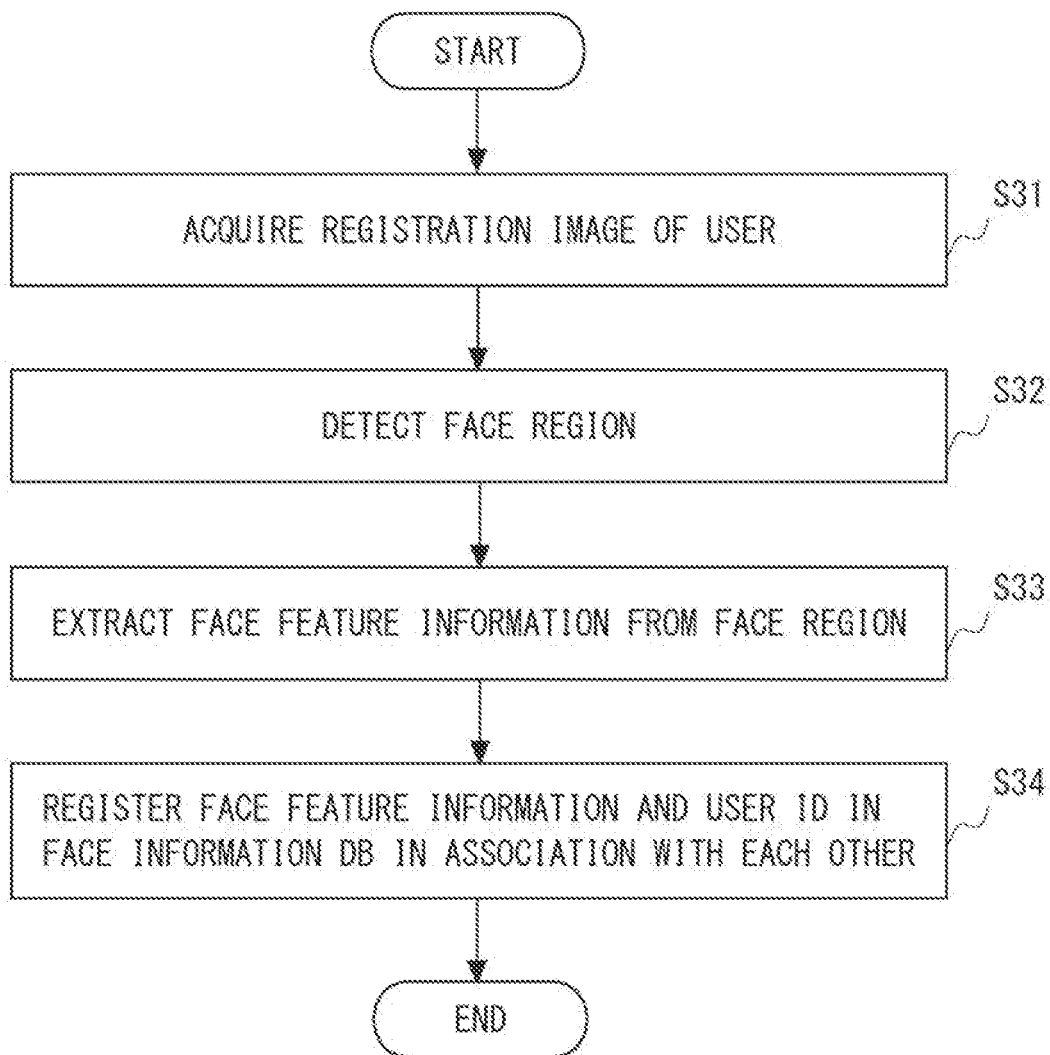 START
S31
ACQUIRE REGISTRATION IMAGE OF USER
S32
DETECT FACE REGION
S33
EXTRACT FACE FEATURE INFORMATION FROM FACE REGION
S34
REGISTER FACE FEATURE INFORMATION AND USER ID IN
FACE INFORMATION DB IN ASSOCIATION WITH EACH OTHER
END